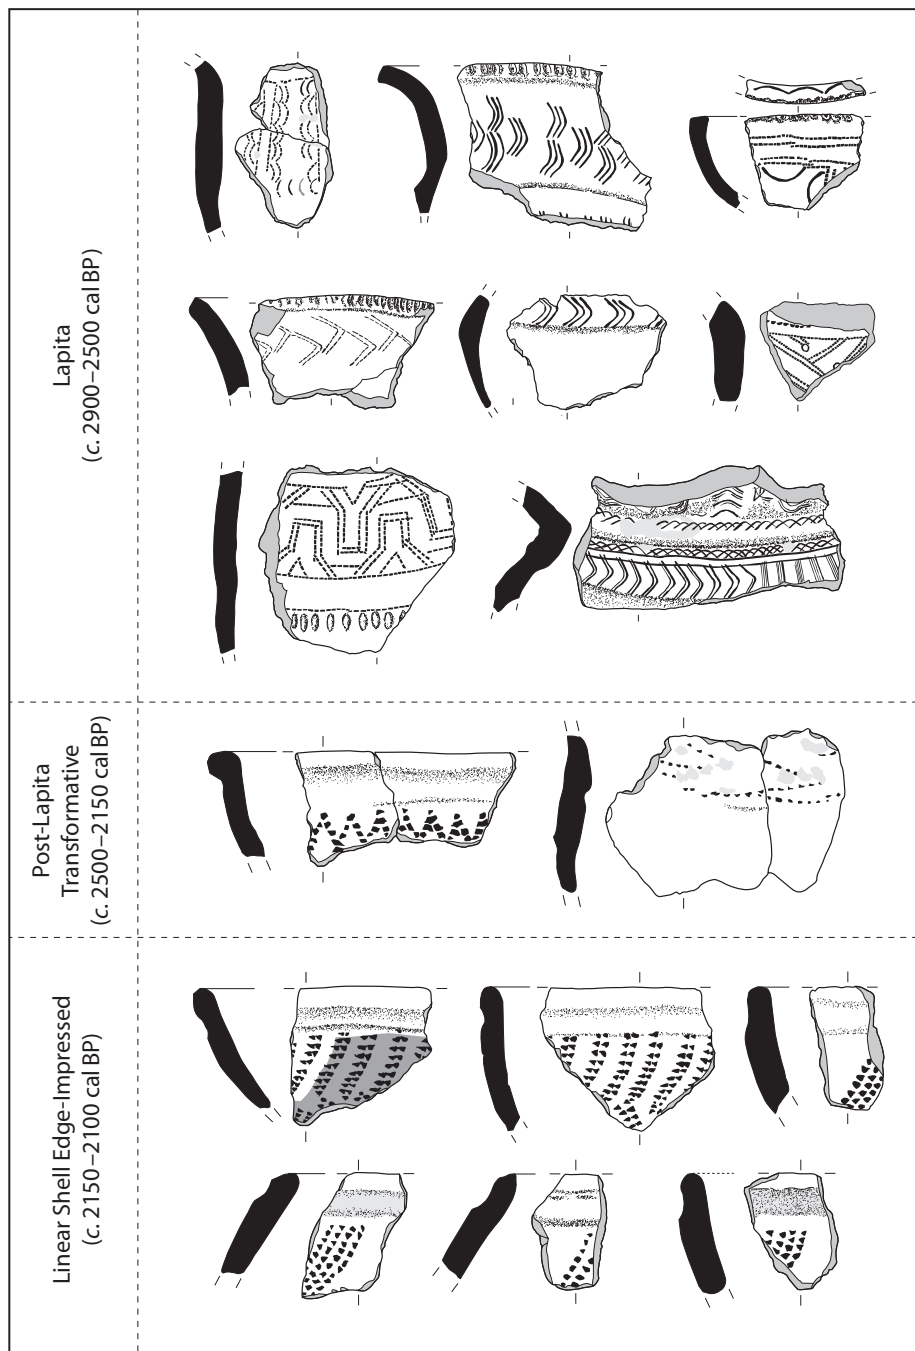 Lapita
(c. 2900–2500 cal BP)
Post-Lapita
Transformative
(c. 2500–2150 cal BP)
Linear Shell Edge-Impressed
(c. 2150–2100 cal BP)